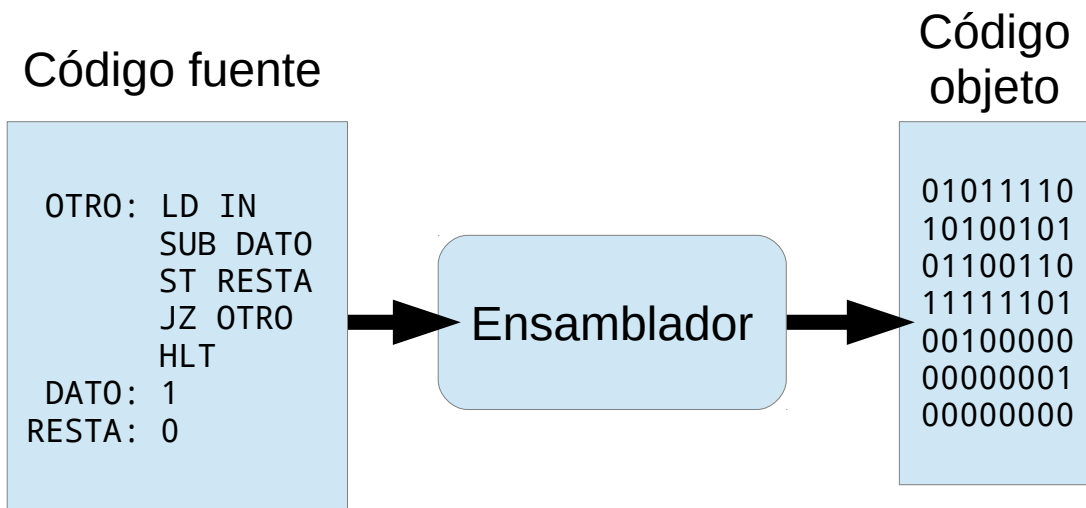 Código fuente
OTRO: LD IN
SUB DATO
ST RESTA
JZ OTRO
HLT
DATO: 1
RESTA: 0
Ensamblador
Código
objeto
01011110
10100101
01100110
11111101
00100000
00000001
00000000